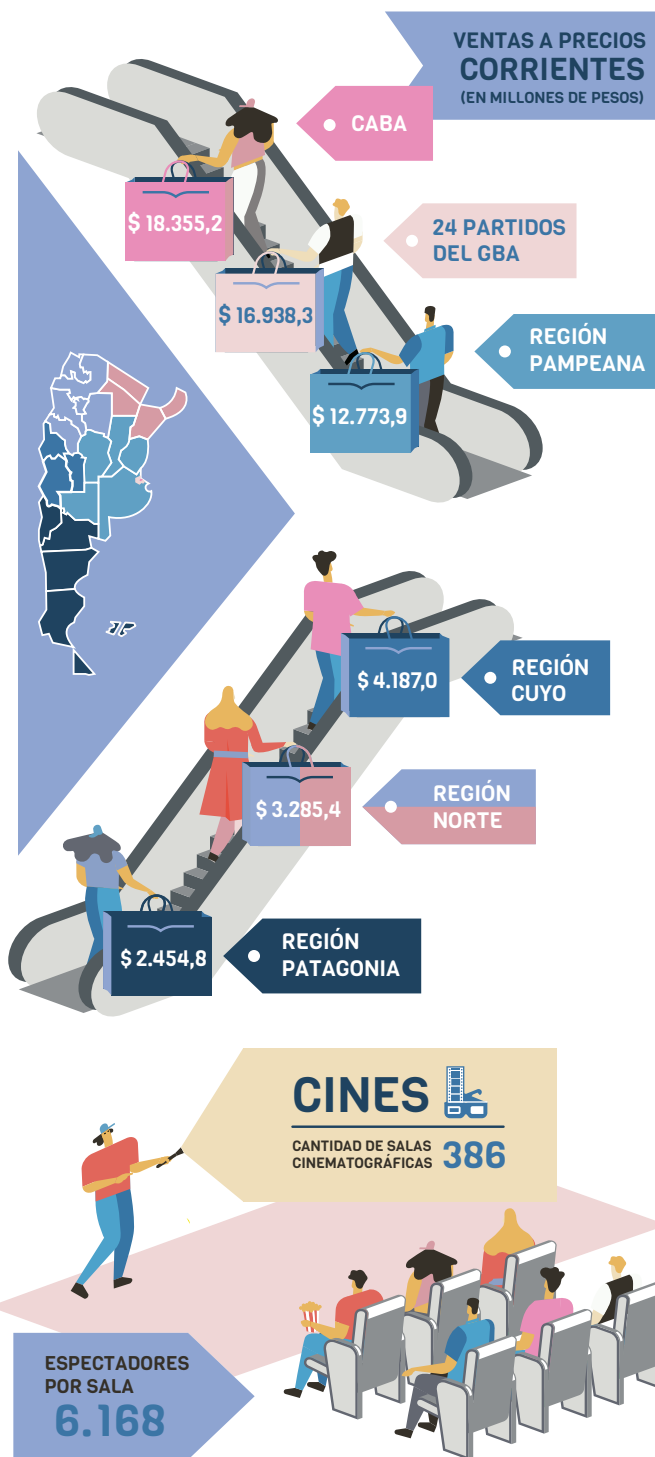 VENTAS A PRECIOS
CORRIENTES
(EN MILLONES DE PESOS)
CABA
$ 18.355,2
24 PARTIDOS
DEL GBA
$ 16.938,3
REGIÓN
PAMPEANA
$ 12.773,9
REGIÓN
CUYO
$ 4.187,0
REGIÓN
NORTE
$ 3.285,4
REGIÓN
PATAGONIA
$ 2.454,8
CINES
CANTIDAD DE SALAS
CINEMATOGRÁFICAS 386
ESPECTADORES
POR SALA
6.168